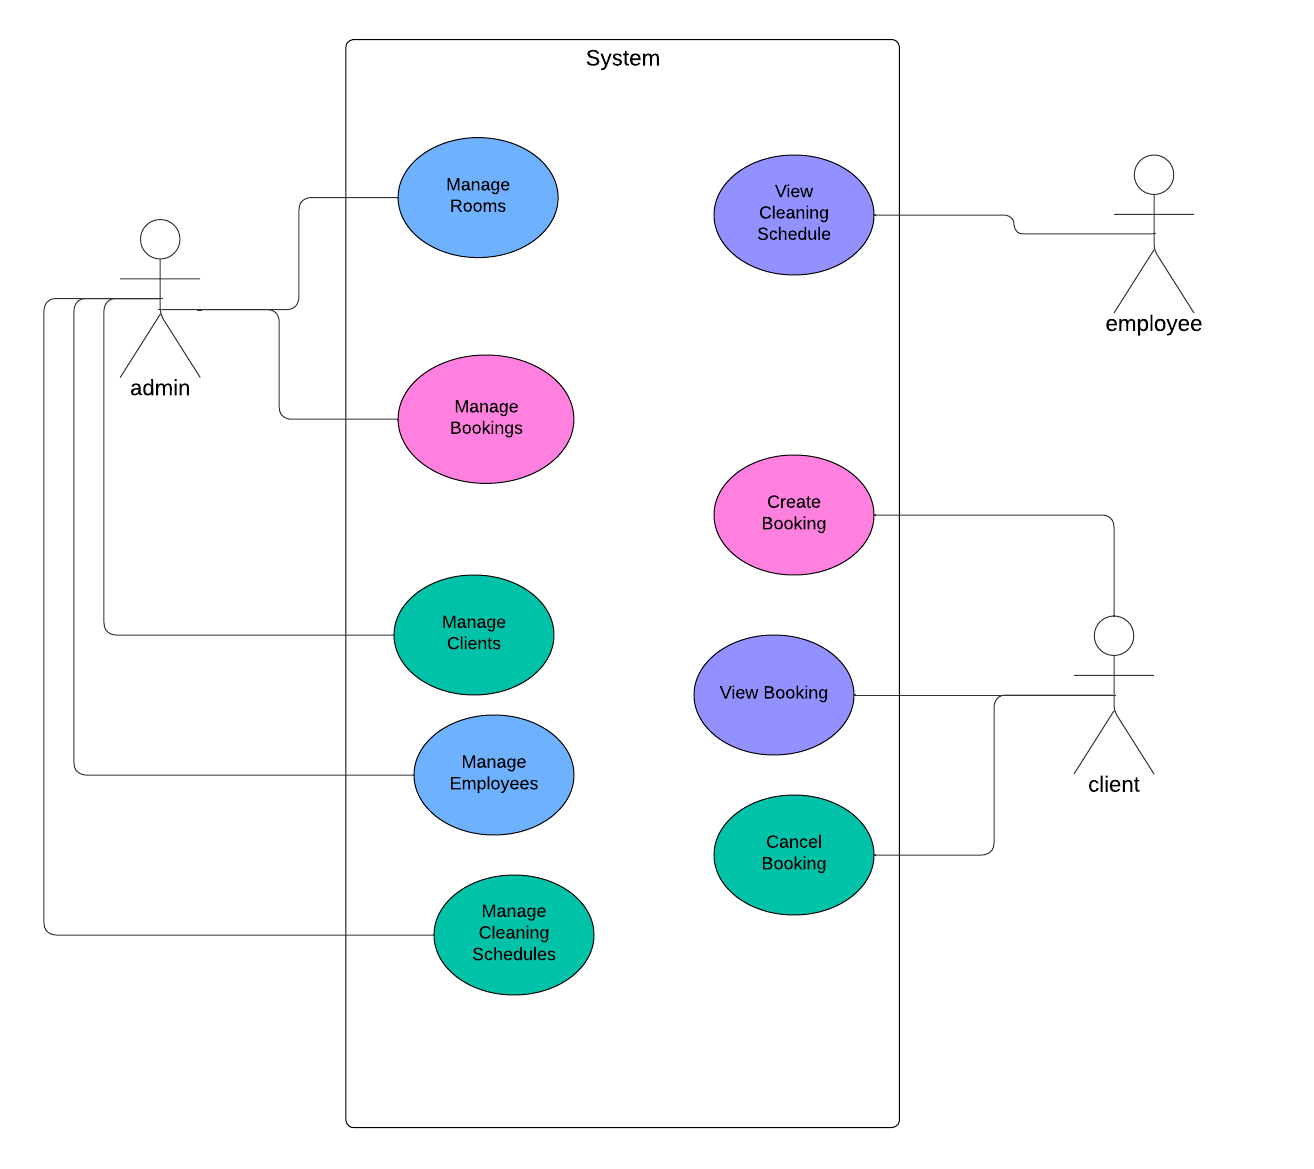 System
Manage
Rooms
View
Cleaning
Schedule
employee
admin
Manage
Bookings
Create
Booking
Manage
Clients
View Booking
client
Manage
Employees
Cancel
Booking
Manage
Cleaning
Schedules